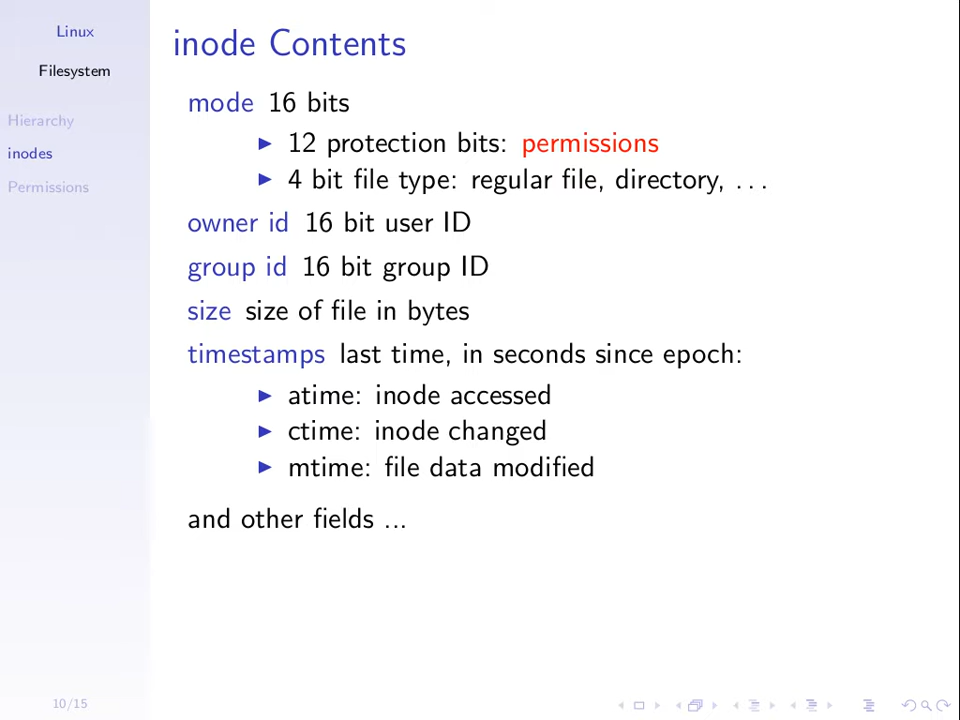 Linux
Filesystem
Hierarchy
inodes
Permissions
inode Contents
mode 16 bits
▶ 12 protection bits: permissions
▶ 4 bit file type: regular file, directory, . . .
owner id 16 bit user ID
group id 16 bit group ID
size size of file in bytes
timestamps last time, in seconds since epoch:
▶ atime: inode accessed
▶ ctime: inode changed
▶ mtime: file data modified
and other fields ...
10/15